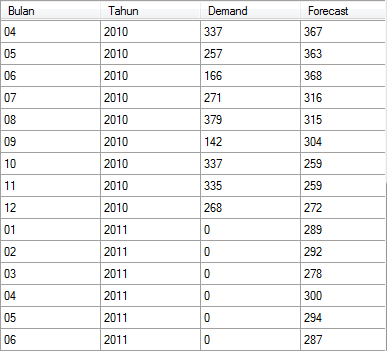 Bulan Tahun Demand Forecast
04 2010 337 367
05 2010 257 363
06 2010 166 368
07 2010 271 316
08 2010 379 315
09 2010 142 304
10 2010 337 259
11 2010 335 259
12 2010 268 272
01 2011 0 289
02 2011 0 292
03 2011 0 278
04 2011 0 300
05 2011 0 294
06 2011 0 287